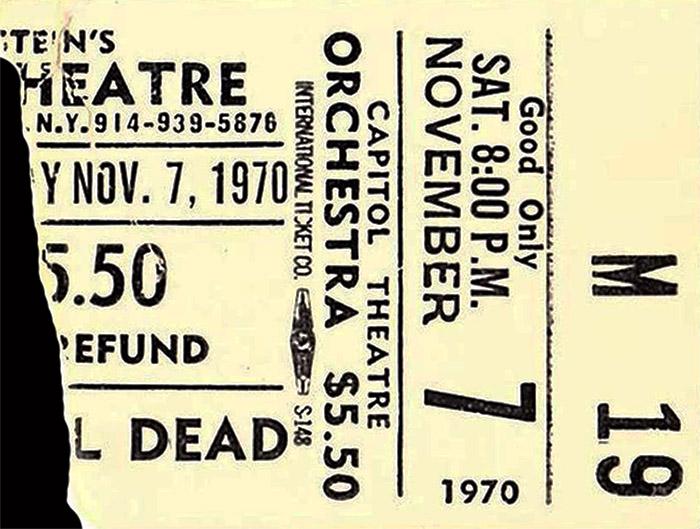 TEIN'S
HEATRE
N.Y. 914-939-5876
Y NOV. 7, 1970
5.50
REFUND
L DEAD
INTERNATIONAL TICKET CO. S-148
CAPITOL THEATRE
ORCHESTRA $5.50
Good Only
SAT. 8:00 P.M.
NOVEMBER
7
1970
M 19